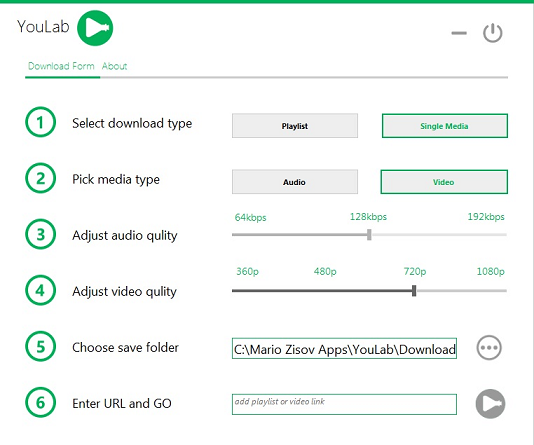 YouLab
Download Form About
1 Select download type Playlist Single Media
2 Pick media type Audio Video
64kbps 128kbps 192kbps
3 Adjust audio qulity
360p 480p 720p 1080p
4 Adjust video qulity
5 Choose save folder C:\Mario Zisov Apps\YouLab\Download
6 Enter URL and GO add playlist or video link